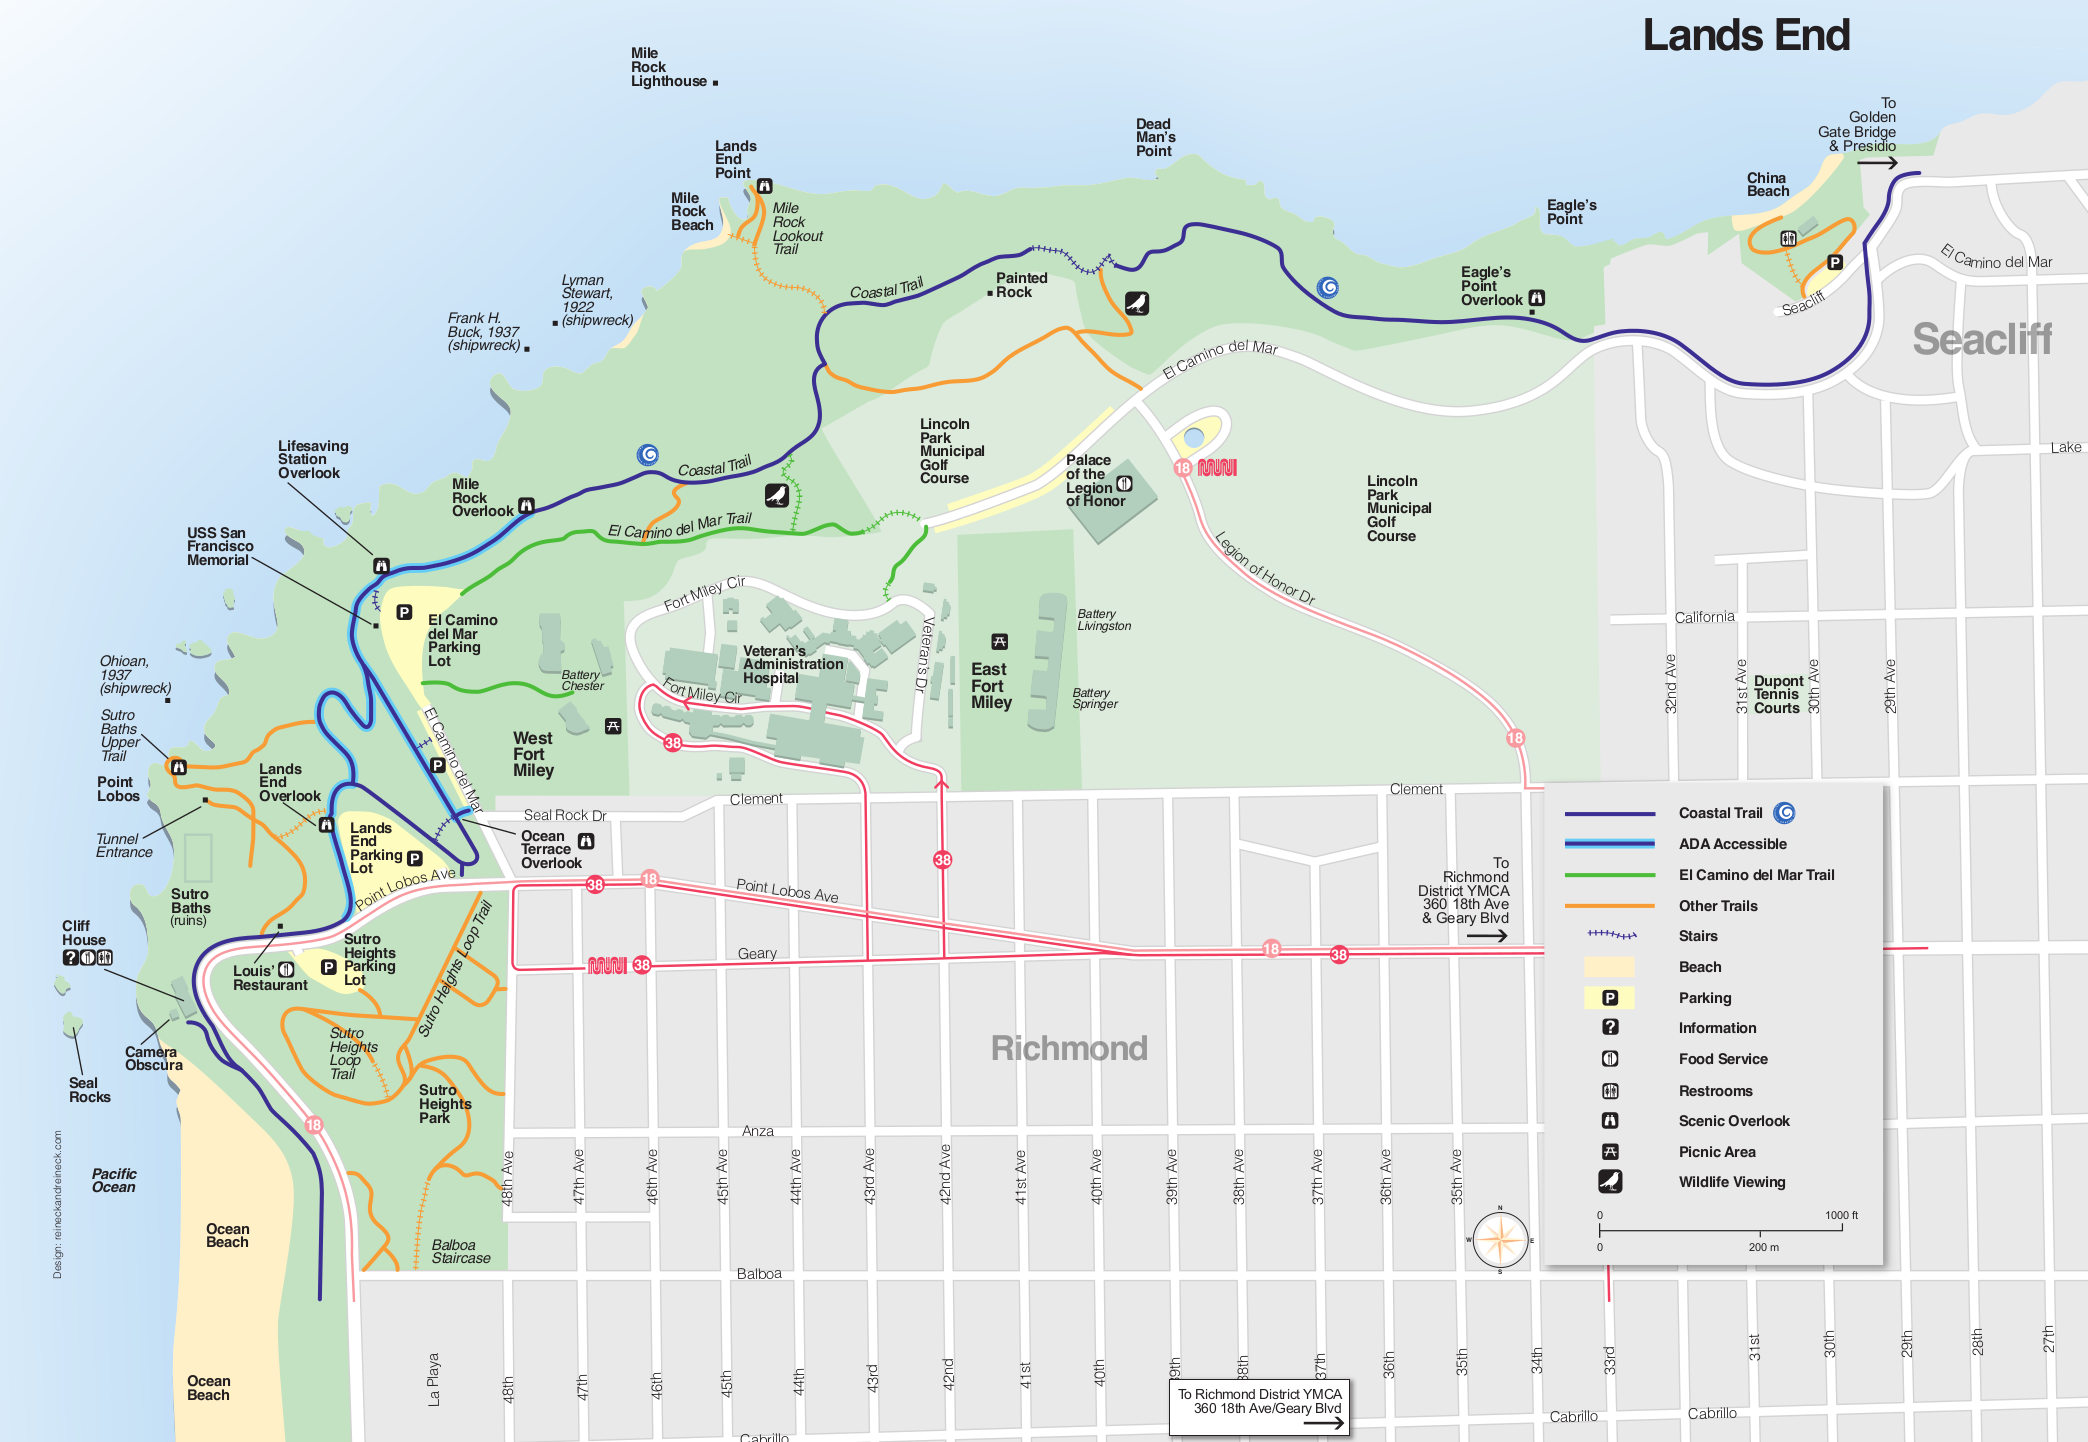 Lands End
Mile
Rock
Lighthouse
To
Golden
Gate Bridge
& Presidio
Dead
Man's
Point
Lands
End
Point
China
Beach
Mile
Rock
Beach
Mile
Rock
Lookout
Trail
Eagle's
Point
El Camino del Mar
Lyman
Stewart,
1922
(shipwreck)
Painted
Rock
Coastal Trail
Eagle's
Point
Overlook
P
Seacliff
Frank H.
Buck, 1937
(shipwreck)
Seacliff
El Camino del Mar
Lincoln
Park
Municipal
Golf
Course
Lifesaving
Station
Overlook
Coastal Trail
Palace
of the
Legion
of Honor
18
MUNI
Lake
Lincoln
Park
Municipal
Golf
Course
Mile
Rock
Overlook
El Camino del Mar Trail
USS San
Francisco
Memorial
Legion of Honor Dr
P
El Camino
del Mar
Parking
Lot
Fort Miley Cir
Battery
Livingston
California
Veteran's
Administration
Hospital
Veteran's Dr
East
Fort
Miley
Battery
Springer
Ohioan,
1937
(shipwreck)
Battery
Chester
Fort Miley Cir
32nd Ave
31st Ave
Dupont
Tennis
Courts
30th Ave
29th Ave
Sutro
Baths
Upper
Trail
El Camino del Mar
West
Fort
Miley
38
18
Point
Lobos
Lands
End
Overlook
P
Clement
Clement
Seal Rock Dr
Tunnel
Entrance
Lands
End
Parking
Lot
P
Ocean
Terrace
Overlook
38
Point Lobos Ave
38
18
Point Lobos Ave
To
Richmond
District YMCA
360 18th Ave
& Geary Blvd
Sutro
Baths
(ruins)
Cliff
House
?
Sutro
Heights
Parking
Lot
P
Sutro Heights Loop Trail
Louis'
Restaurant
Geary
MUNI
38
18
38
Sutro
Heights
Loop
Trail
Richmond
Camera
Obscura
Seal
Rocks
Sutro
Heights
Park
18
Anza
Pacific
Ocean
48th Ave
47th Ave
46th Ave
45th Ave
44th Ave
43rd Ave
42nd Ave
41st Ave
40th Ave
39th Ave
38th Ave
37th Ave
36th Ave
35th Ave
Design: reineckandreineck.com
Ocean
Beach
Balboa
Staircase
Balboa
Coastal Trail
ADA Accessible
El Camino del Mar Trail
Other Trails
Stairs
Beach
P
Parking
?
Information
Food Service
Restrooms
Scenic Overlook
Picnic Area
Wildlife Viewing
0
1000 ft
0
200 m
N
W
E
S
Ocean
Beach
La Playa
48th
47th
46th
45th
44th
43rd
42nd
41st
40th
39th
38th
37th
36th
35th
34th
33rd
31st
30th
29th
28th
27th
To Richmond District YMCA
360 18th Ave/Geary Blvd
Cabrillo
Cabrillo
Cabrillo